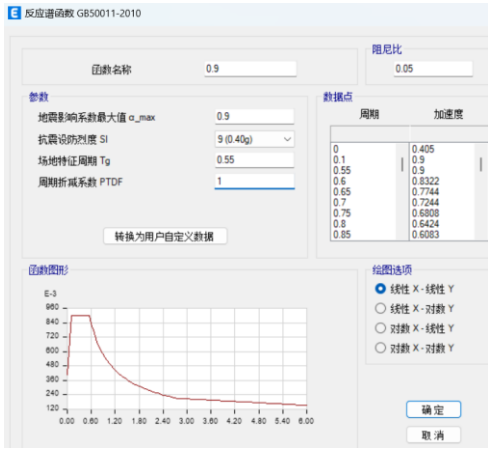 反应谱函数 GB50011-2010
函数名称
0.9
阻尼比
0.05
参数
地震影响系数最大值 α_max
0.9
抗震设防烈度 SI
9 (0.40g)
场地特征周期 Tg
0.55
周期折减系数 PTDF
1
转换为用户自定义数据
数据点
周期
加速度
0 0.405
0.1 0.9
0.55 0.9
0.6 0.8322
0.65 0.7744
0.7 0.7244
0.75 0.6808
0.8 0.6424
0.85 0.6083
函数图形
E-3
960
840
720
600
480
360
240
120
0.00 0.60 1.20 1.80 2.40 3.00 3.60 4.20 4.80 5.40 6.00
绘图选项
线性 X - 线性 Y
线性 X - 对数 Y
对数 X - 线性 Y
对数 X - 对数 Y
确定
取消